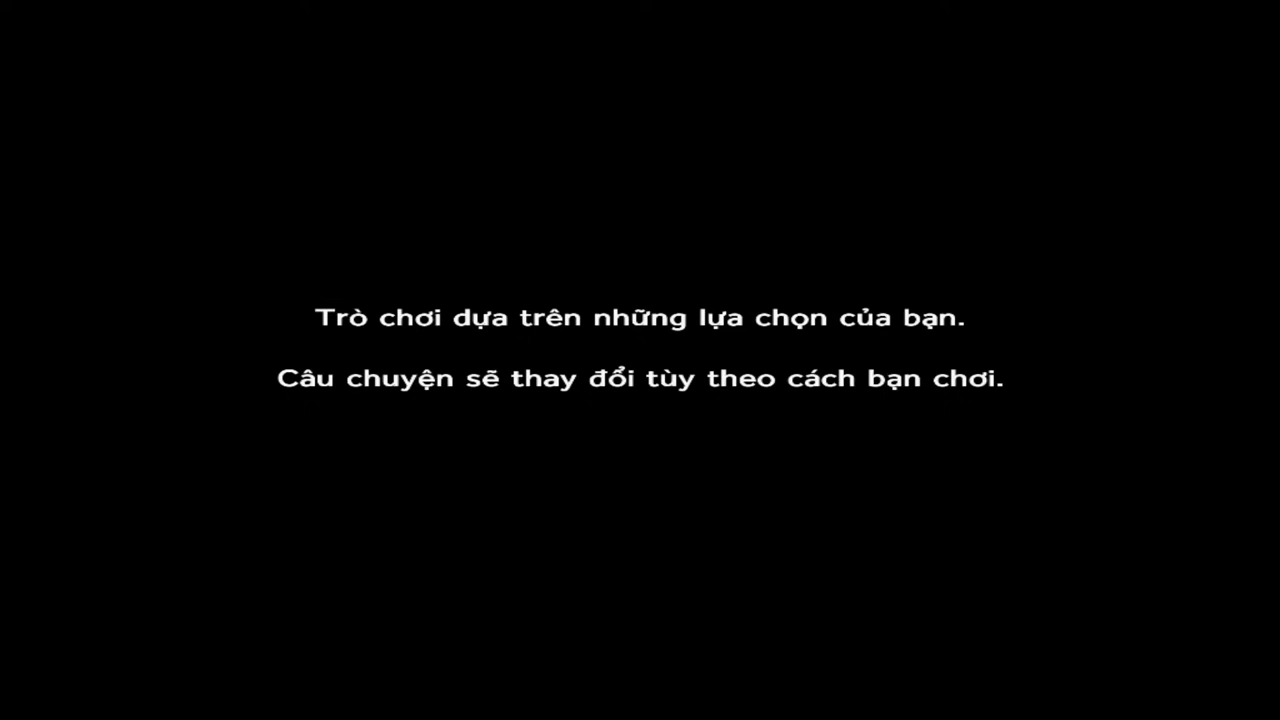 Trò chơi dựa trên những lựa chọn của bạn.
Câu chuyện sẽ thay đổi tùy theo cách bạn chơi.